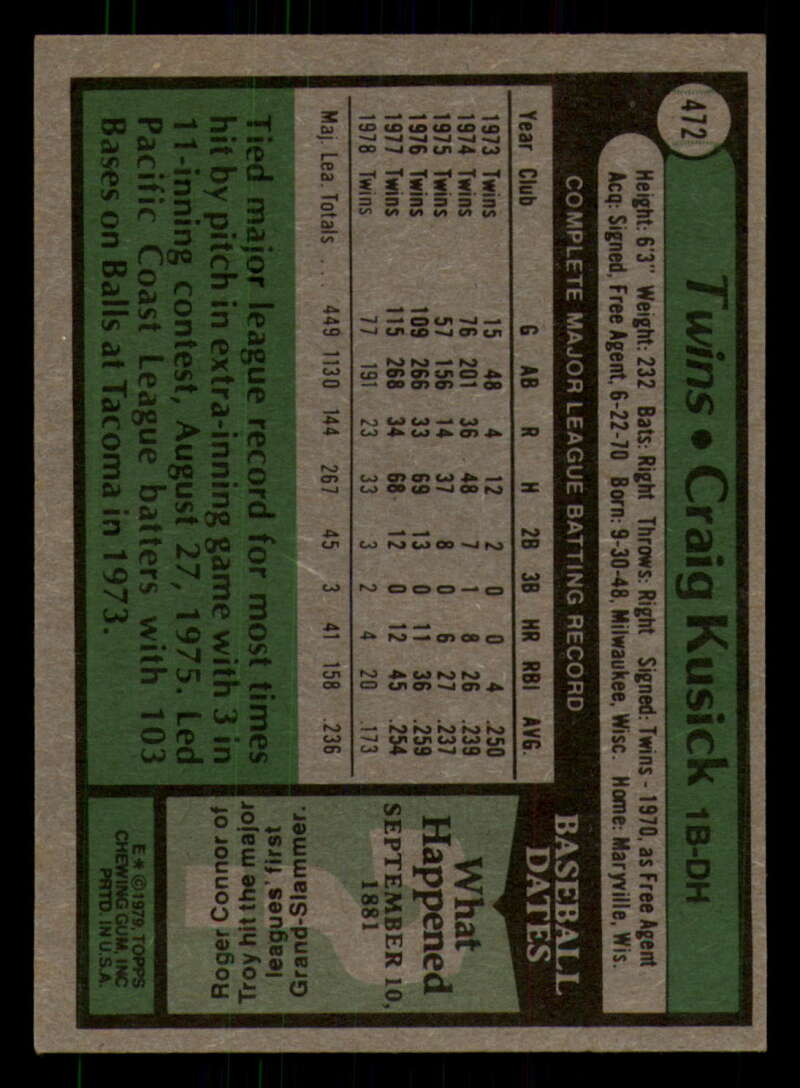 472
Twins • Craig Kusick 1B-DH
Height: 6'3" Weight: 232 Bats: Right Throws: Right Signed: Twins - 1970, as Free Agent
Acq: Signed, Free Agent, 6-22-70 Born: 9-30-48, Milwaukee, Wisc. Home: Maryville, Wis.
COMPLETE MAJOR LEAGUE BATTING RECORD
Year Club G AB R H 2B 3B HR RBI AVG.
1973 Twins 15 48 4 12 2 0 0 4 .250
1974 Twins 76 201 36 48 7 1 8 26 .239
1975 Twins 57 156 14 37 8 0 6 27 .237
1976 Twins 109 266 33 69 13 0 11 36 .259
1977 Twins 115 268 34 68 12 0 12 45 .254
1978 Twins 77 191 23 33 3 2 4 20 .173
Maj. Lea. Totals ... 449 1130 144 267 45 3 41 158 .236
Tied major league record for most times
hit by pitch in extra-inning game with 3 in
11-inning contest, August 27, 1975. Led
Pacific Coast League batters with 103
Bases on Balls at Tacoma in 1973.
BASEBALL
DATES
What
Happened
SEPTEMBER 10,
1881
Roger Connor of
Troy hit the major
leagues' first
Grand-Slammer.
E * © 1979, TOPPS
CHEWING GUM, INC
PRTD. IN U.S.A.